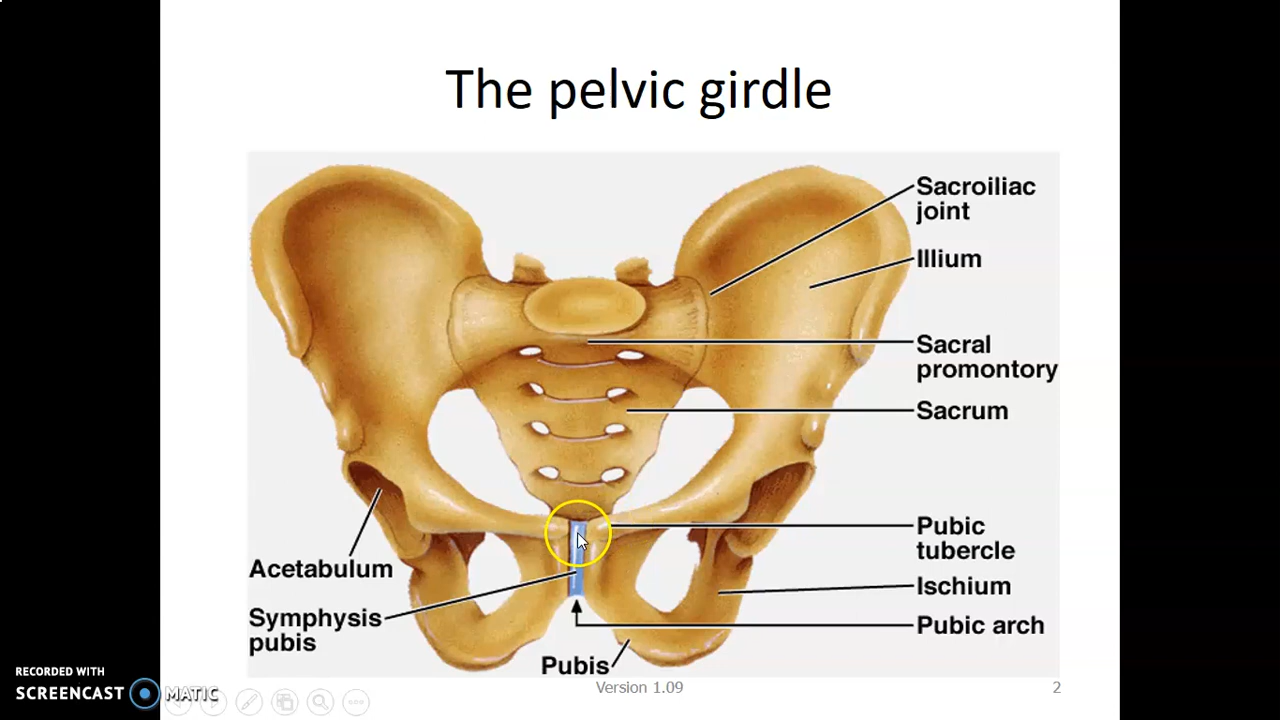 The pelvic girdle
Sacroiliac
joint
Illium
Sacral
promontory
Sacrum
Pubic
tubercle
Ischium
Pubic arch
Acetabulum
Symphysis
pubis
Pubis
Version 1.09
2
RECORDED WITH
SCREENCAST MATIC